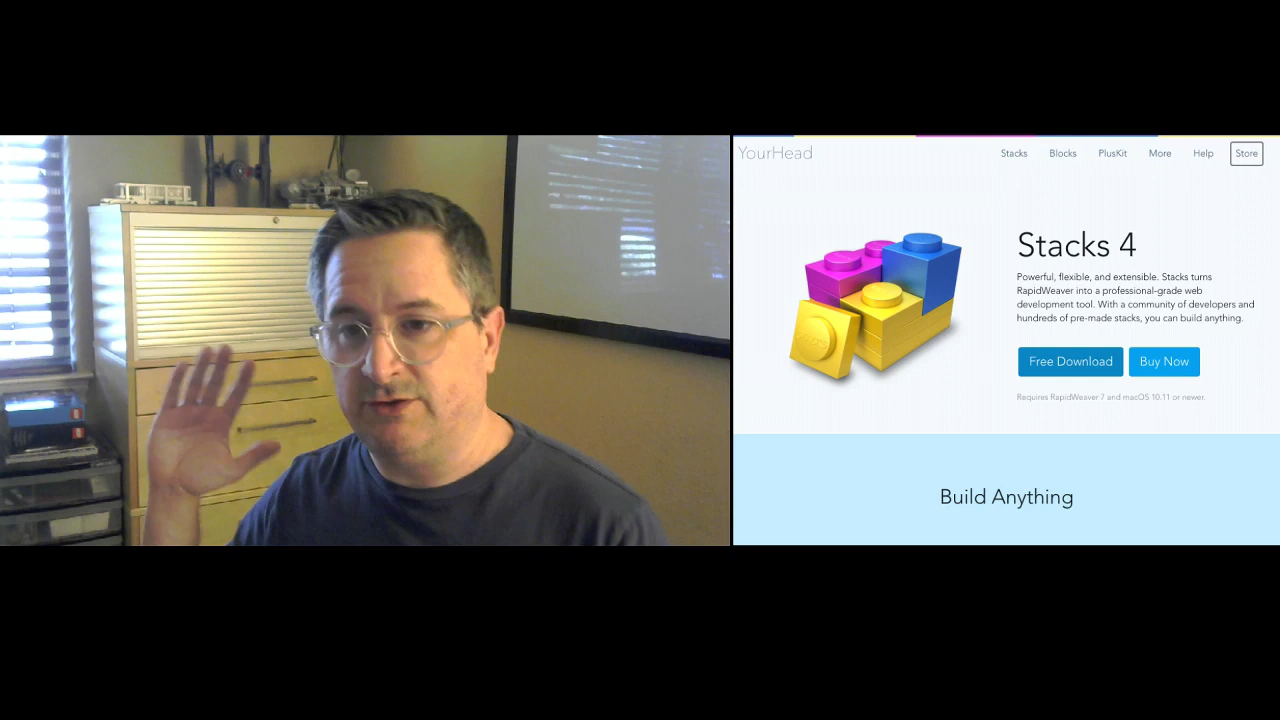 YourHead
Stacks Blocks PlusKit More Help Store
Stacks 4
Powerful, flexible, and extensible. Stacks turns
RapidWeaver into a professional-grade web
development tool. With a community of developers and
hundreds of pre-made stacks, you can build anything.
Free Download Buy Now
Requires RapidWeaver 7 and macOS 10.11 or newer.
Build Anything